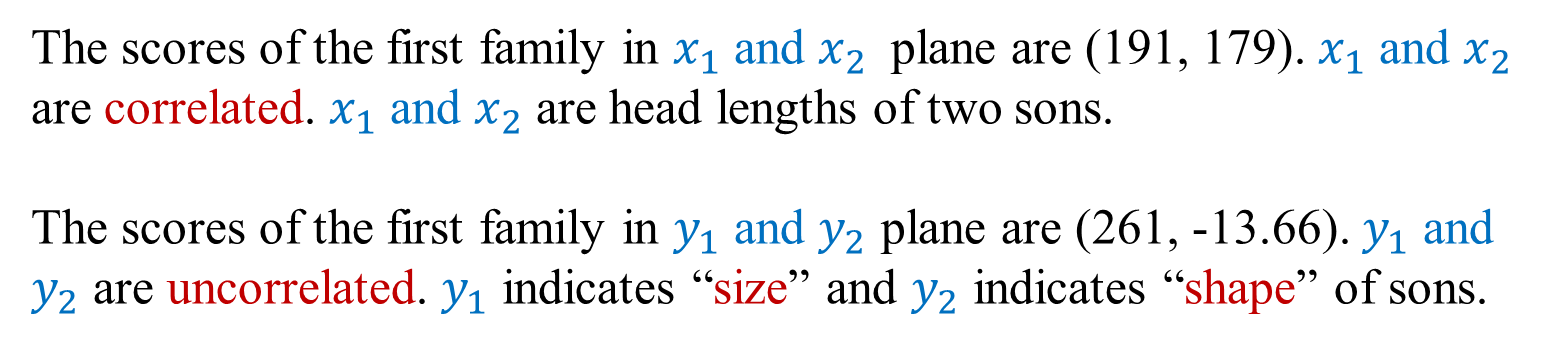 The scores of the first family in x₁ and x₂ plane are (191, 179). x₁ and x₂
are correlated. x₁ and x₂ are head lengths of two sons.
The scores of the first family in y₁ and y₂ plane are (261, -13.66). y₁ and
y₂ are uncorrelated. y₁ indicates “size” and y₂ indicates “shape” of sons.